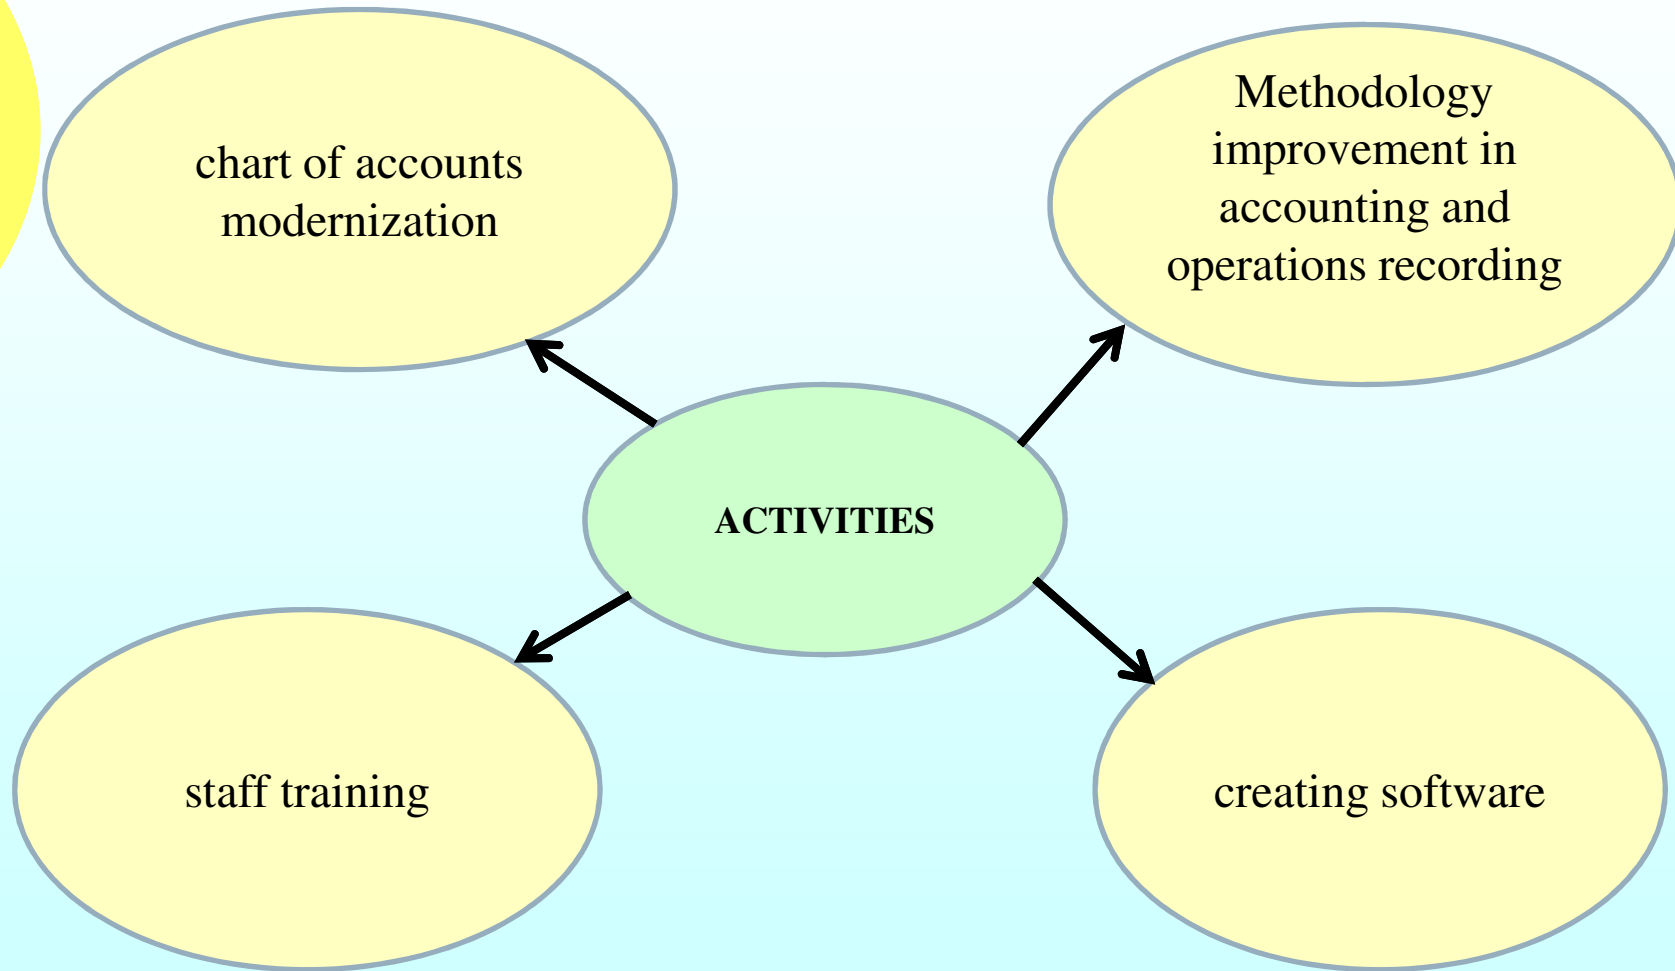 chart of accounts
modernization
Methodology
improvement in
accounting and
operations recording
ACTIVITIES
staff training
creating software